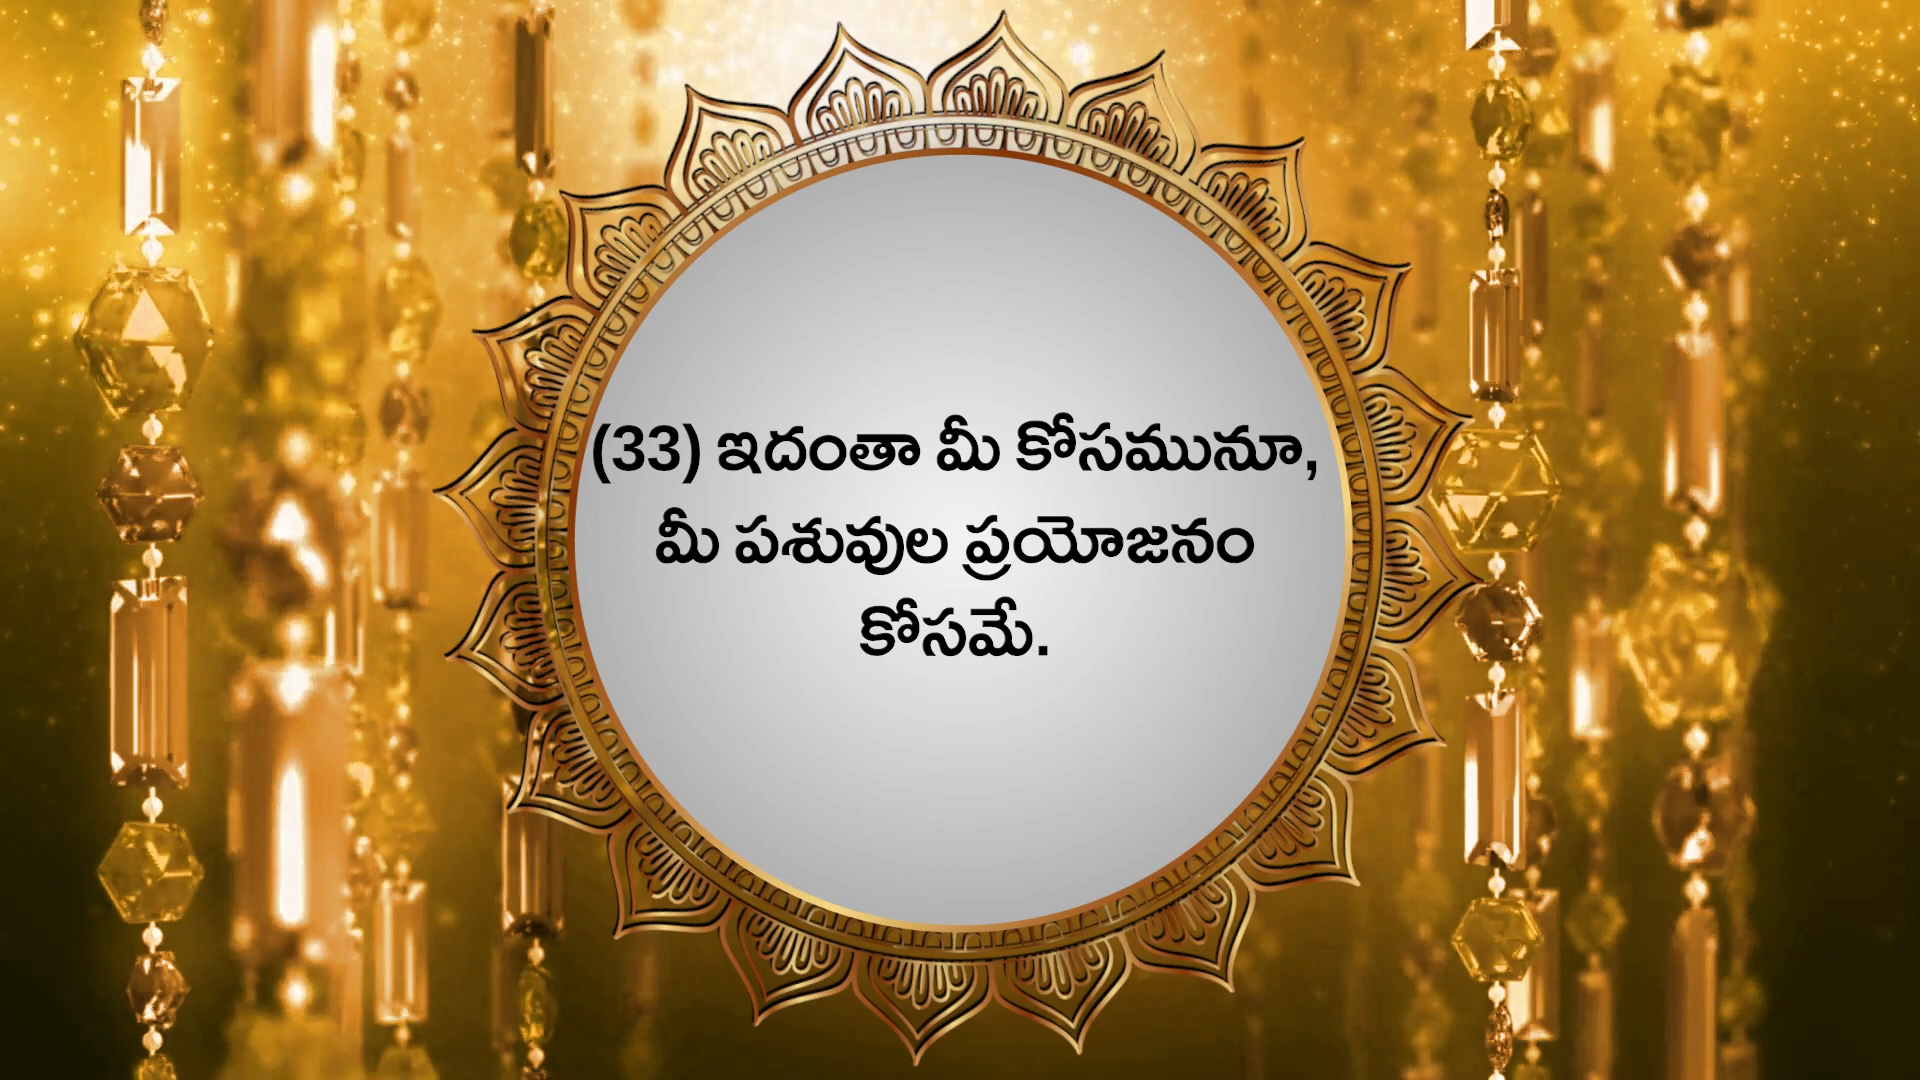 (33) ఇదంతా మీ కోసమునూ,
మీ పశువుల ప్రయోజనం
కోసమే.